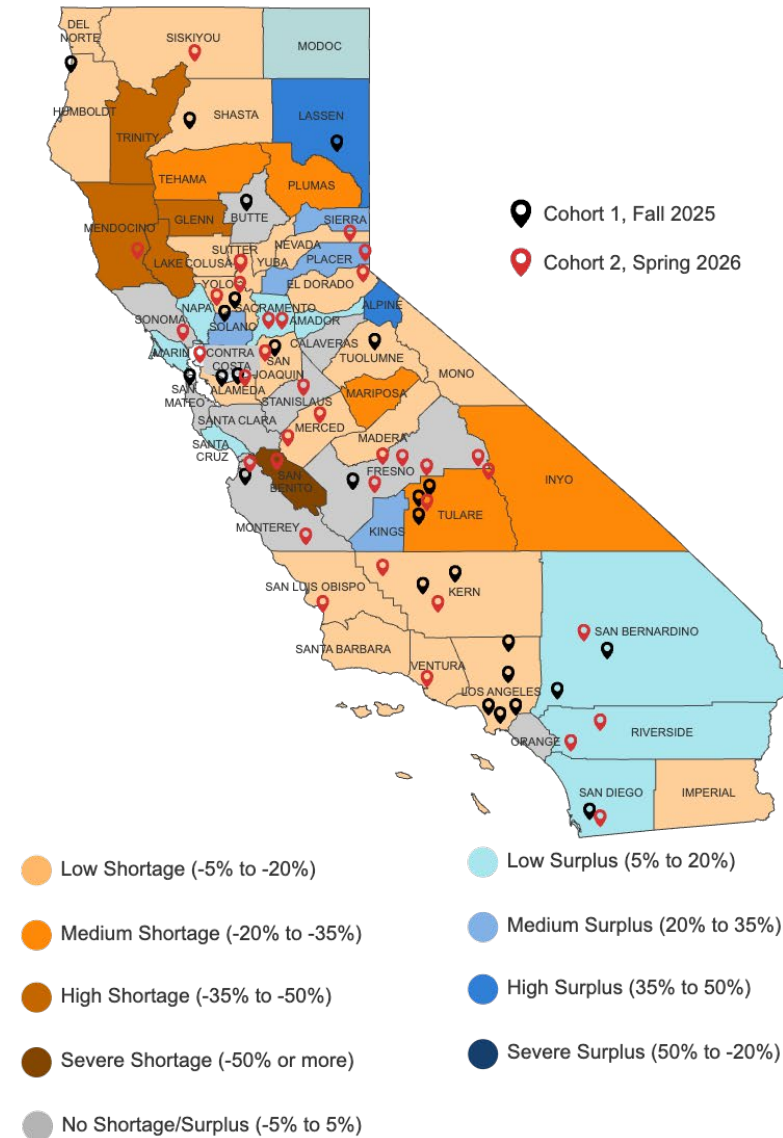 DEL
NORTE
SISKIYOU
MODOC
HUMBOLDT
SHASTA
LASSEN
TRINITY
TEHAMA
PLUMAS
Cohort 1, Fall 2025
MENDOCINO
GLENN
BUTTE
SIERRA
Cohort 2, Spring 2026
LAKE
COLUSA
SUTTER
YUBA
NEVADA
PLACER
YOLO
EL DORADO
SONOMA
NAPA
SACRAMENTO
ALPINE
SOLANO
AMADOR
MARIN
CONTRA
COSTA
SAN
JOAQUIN
CALAVERAS
TUOLUMNE
MONO
SAN
MATEO
ALAMEDA
STANISLAUS
MARIPOSA
SANTA CLARA
MERCED
SANTA
CRUZ
MADERA
SAN
BENITO
FRESNO
INYO
MONTEREY
KINGS
TULARE
SAN LUIS OBISPO
KERN
SANTA BARBARA
VENTURA
SAN BERNARDINO
LOS ANGELES
ORANGE
RIVERSIDE
SAN DIEGO
IMPERIAL
Low Shortage (-5% to -20%)
Medium Shortage (-20% to -35%)
High Shortage (-35% to -50%)
Severe Shortage (-50% or more)
No Shortage/Surplus (-5% to 5%)
Low Surplus (5% to 20%)
Medium Surplus (20% to 35%)
High Surplus (35% to 50%)
Severe Surplus (50% to -20%)